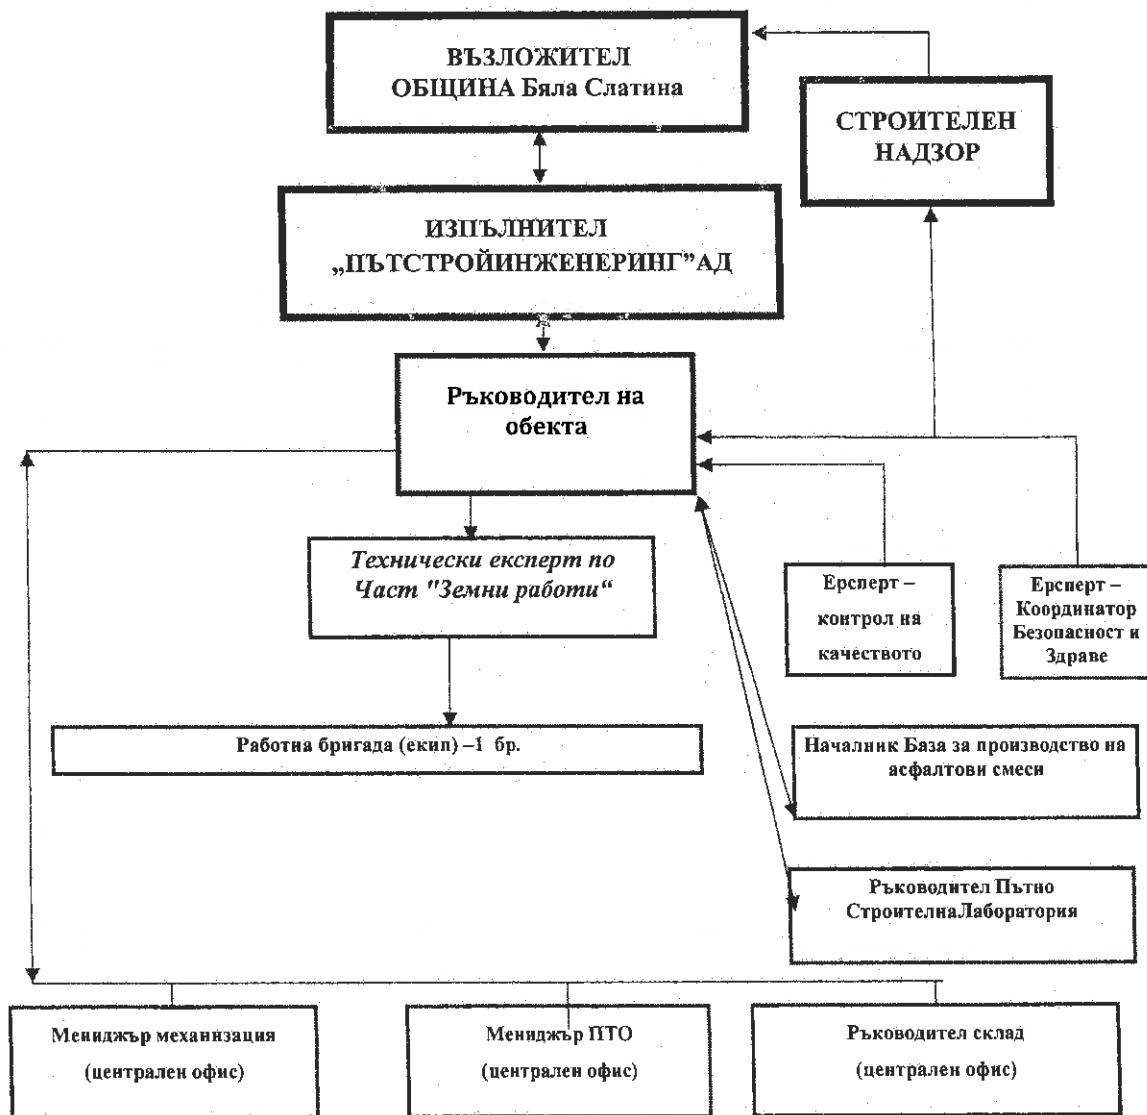 ВЪЗЛОЖИТЕЛ
ОБЩИНА Бяла Слатина
СТРОИТЕЛЕН
НАДЗОР
ИЗПЪЛНИТЕЛ
„ПЪТСТРОЙИНЖЕНЕРИНГ”АД
Ръководител на
обекта
Технически експерт по
Част "Земни работи“
Ерсперт –
контрол на
качеството
Ерсперт –
Координатор
Безопасност и
Здраве
Работна бригада (екип) –1 бр.
Началник База за производство на
асфалтови смеси
Ръководител Пътно
СтроителнаЛаборатория
Мениджър механизация
(централен офис)
Мениджър ПТО
(централен офис)
Ръководител склад
(централен офис)